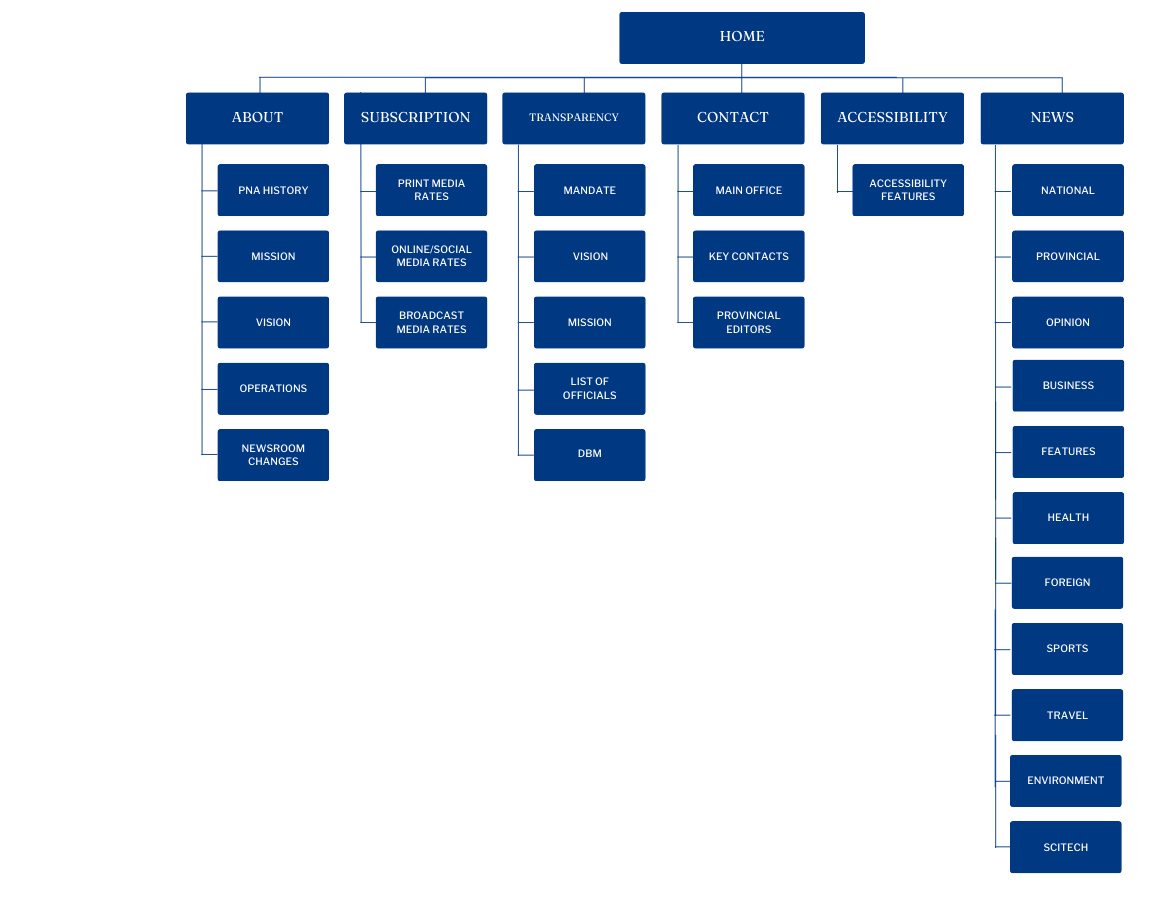 HOME
ABOUT
SUBSCRIPTION
TRANSPARENCY
CONTACT
ACCESSIBILITY
NEWS
PNA HISTORY
MISSION
VISION
OPERATIONS
NEWSROOM
CHANGES
PRINT MEDIA
RATES
ONLINE/SOCIAL
MEDIA RATES
BROADCAST
MEDIA RATES
MANDATE
VISION
MISSION
LIST OF
OFFICIALS
DBM
MAIN OFFICE
KEY CONTACTS
PROVINCIAL
EDITORS
ACCESSIBILITY
FEATURES
NATIONAL
PROVINCIAL
OPINION
BUSINESS
FEATURES
HEALTH
FOREIGN
SPORTS
TRAVEL
ENVIRONMENT
SCITECH